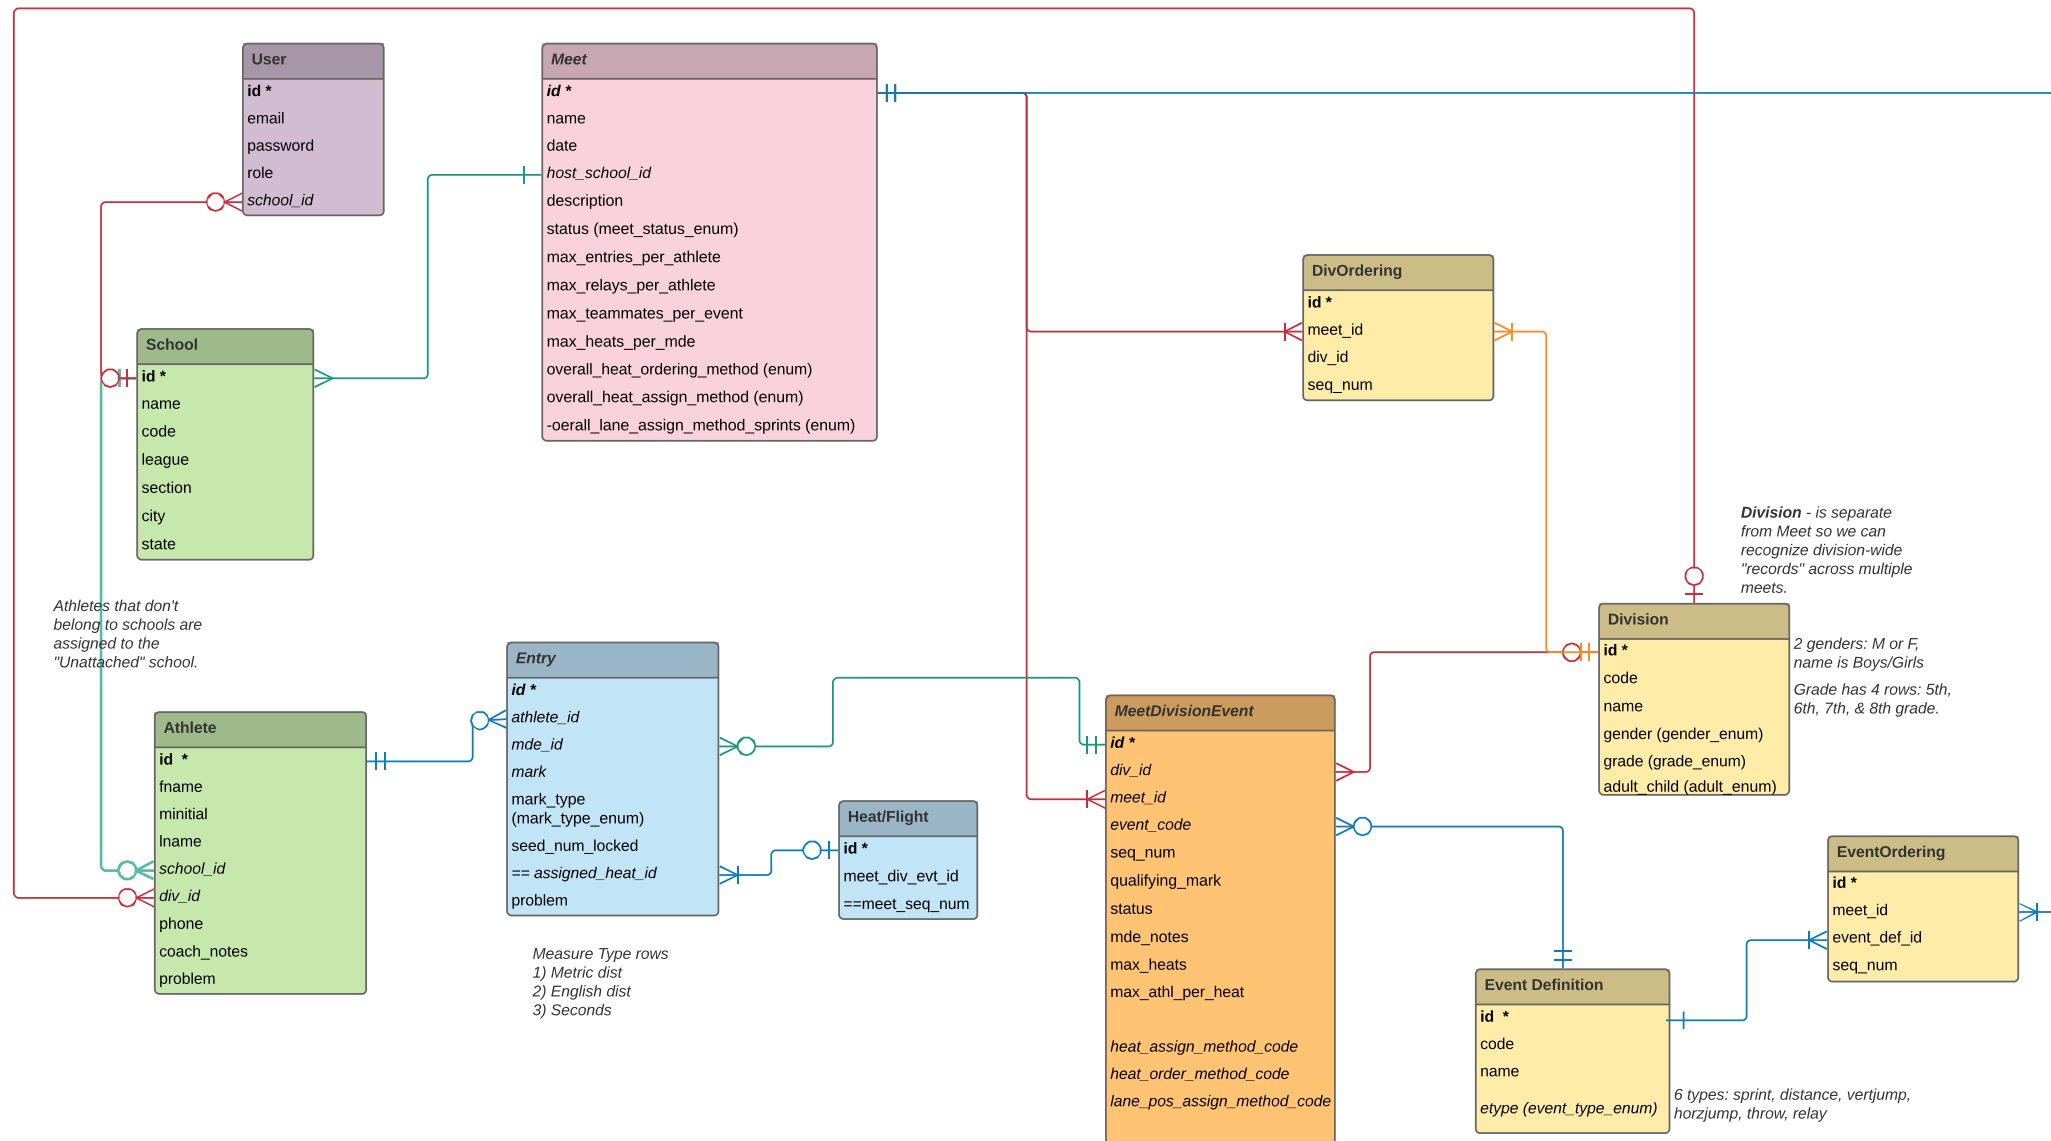 User
id *
email
password
role
school_id
Meet
id *
name
date
host_school_id
description
status (meet_status_enum)
max_entries_per_athlete
max_relays_per_athlete
max_teammates_per_event
max_heats_per_mde
overall_heat_ordering_method (enum)
overall_heat_assign_method (enum)
-oerall_lane_assign_method_sprints (enum)
DivOrdering
id *
meet_id
div_id
seq_num
School
id *
name
code
league
section
city
state
Division - is separate
from Meet so we can
recognize division-wide
"records" across multiple
meets.
Athletes that don't
belong to schools are
assigned to the
"Unattached" school.
Division
id *
code
name
gender (gender_enum)
grade (grade_enum)
adult_child (adult_enum)
2 genders: M or F,
name is Boys/Girls
Grade has 4 rows: 5th,
6th, 7th, & 8th grade.
Entry
id *
athlete_id
mde_id
mark
mark_type
(mark_type_enum)
seed_num_locked
== assigned_heat_id
problem
MeetDivisionEvent
id *
div_id
meet_id
event_code
seq_num
qualifying_mark
status
mde_notes
max_heats
max_athl_per_heat
heat_assign_method_code
heat_order_method_code
lane_pos_assign_method_code
Athlete
id *
fname
minitial
lname
school_id
div_id
phone
coach_notes
problem
Heat/Flight
id *
meet_div_evt_id
==meet_seq_num
EventOrdering
id *
meet_id
event_def_id
seq_num
Measure Type rows
1) Metric dist
2) English dist
3) Seconds
Event Definition
id *
code
name
etype (event_type_enum)
6 types: sprint, distance, vertjump,
horzjump, throw, relay